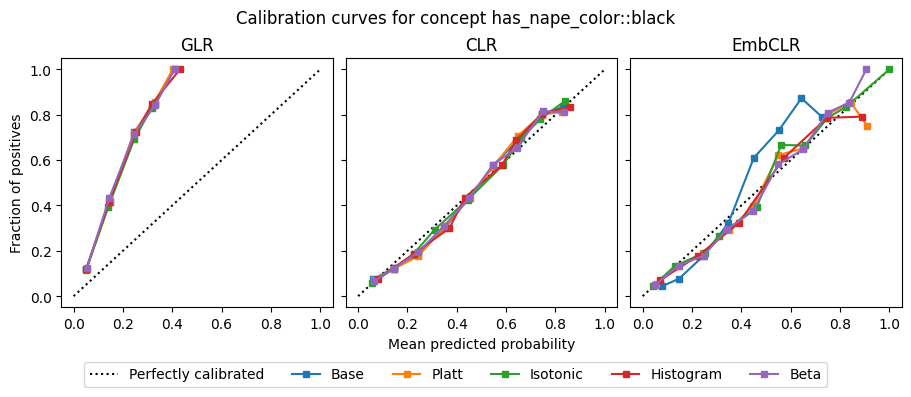 Calibration curves for concept has_nape_color::black
GLR
CLR
EmbCLR
Fraction of positives
1.0
0.8
0.6
0.4
0.2
0.0
0.0 0.2 0.4 0.6 0.8 1.0
0.0 0.2 0.4 0.6 0.8 1.0
0.0 0.2 0.4 0.6 0.8 1.0
Mean predicted probability
Perfectly calibrated Base Platt Isotonic Histogram Beta